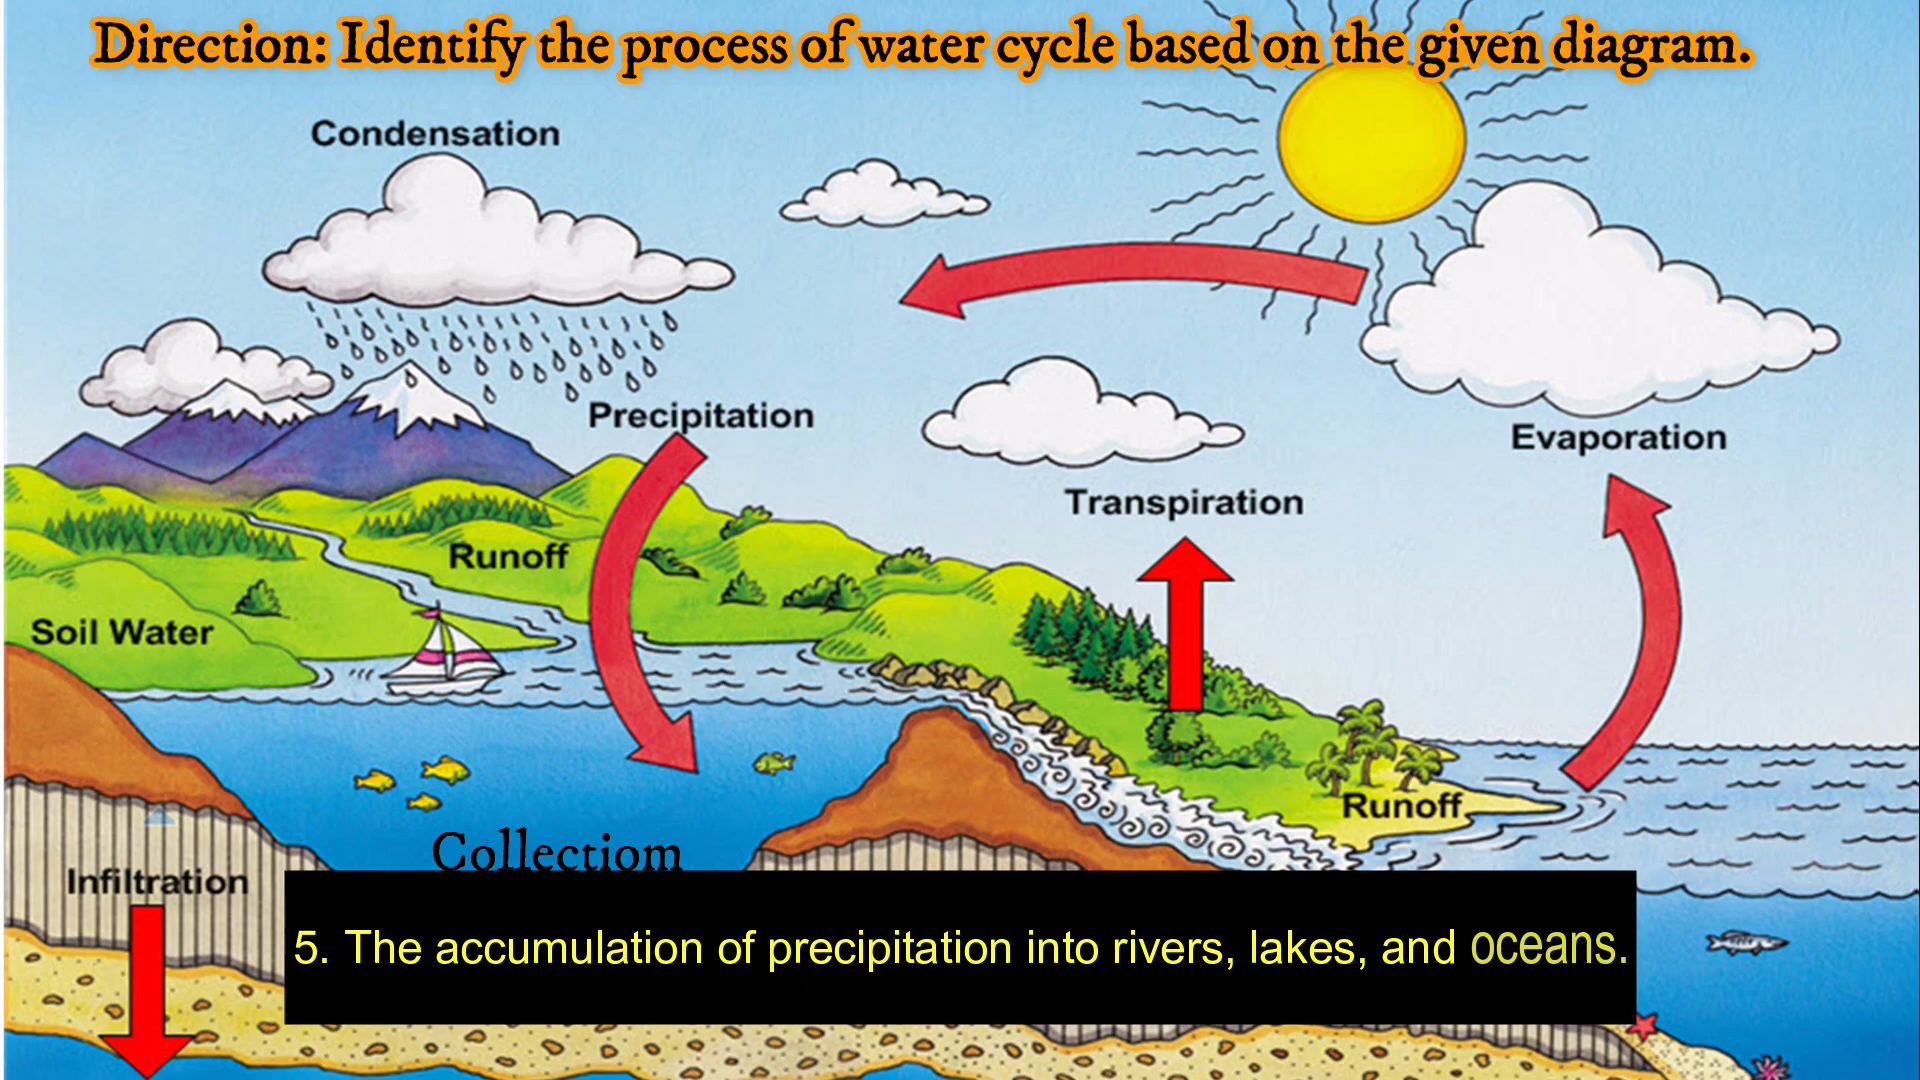 Direction: Identify the process of water cycle based on the given diagram.
Condensation
Precipitation
Evaporation
Transpiration
Runoff
Soil Water
Runoff
Collectiom
Infiltration
5. The accumulation of precipitation into rivers, lakes, and oceans.